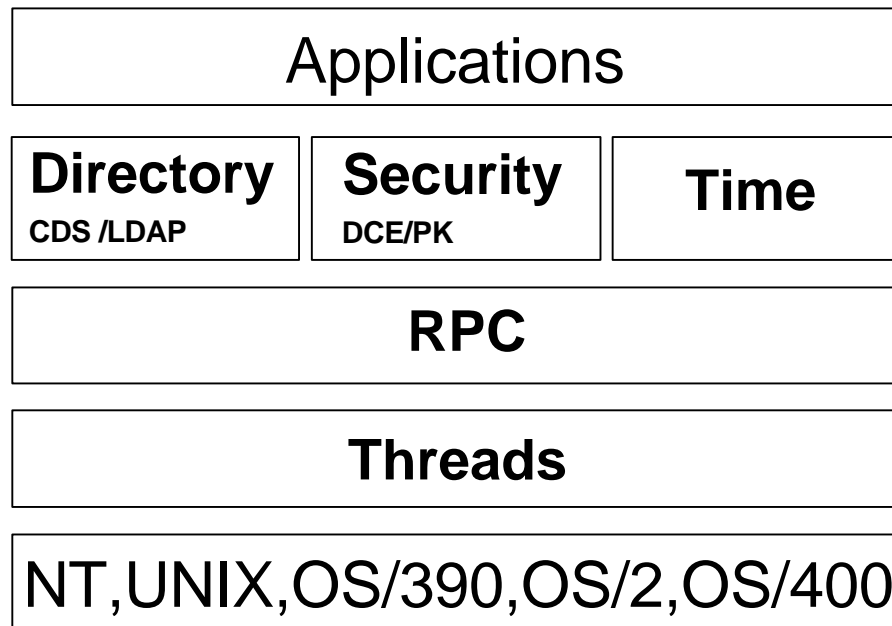 Applications
Directory
CDS /LDAP
Security
DCE/PK
Time
RPC
Threads
NT,UNIX,OS/390,OS/2,OS/400